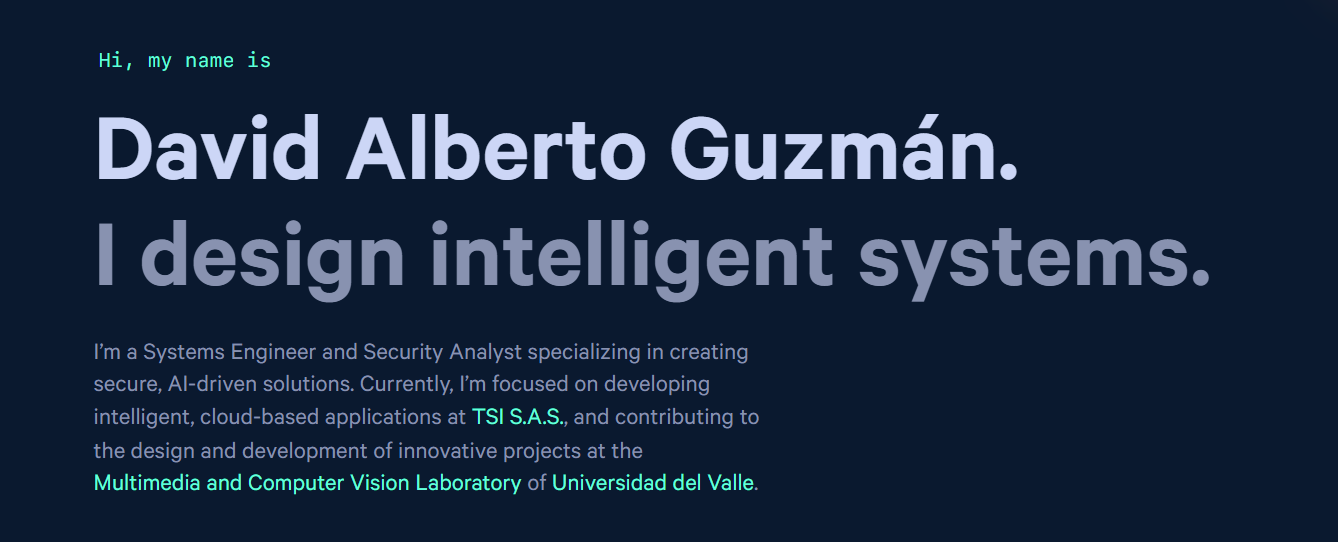 Hi, my name is
David Alberto Guzmán.
I design intelligent systems.
I’m a Systems Engineer and Security Analyst specializing in creating
secure, AI-driven solutions. Currently, I’m focused on developing
intelligent, cloud-based applications at TSI S.A.S., and contributing to
the design and development of innovative projects at the
Multimedia and Computer Vision Laboratory of Universidad del Valle.